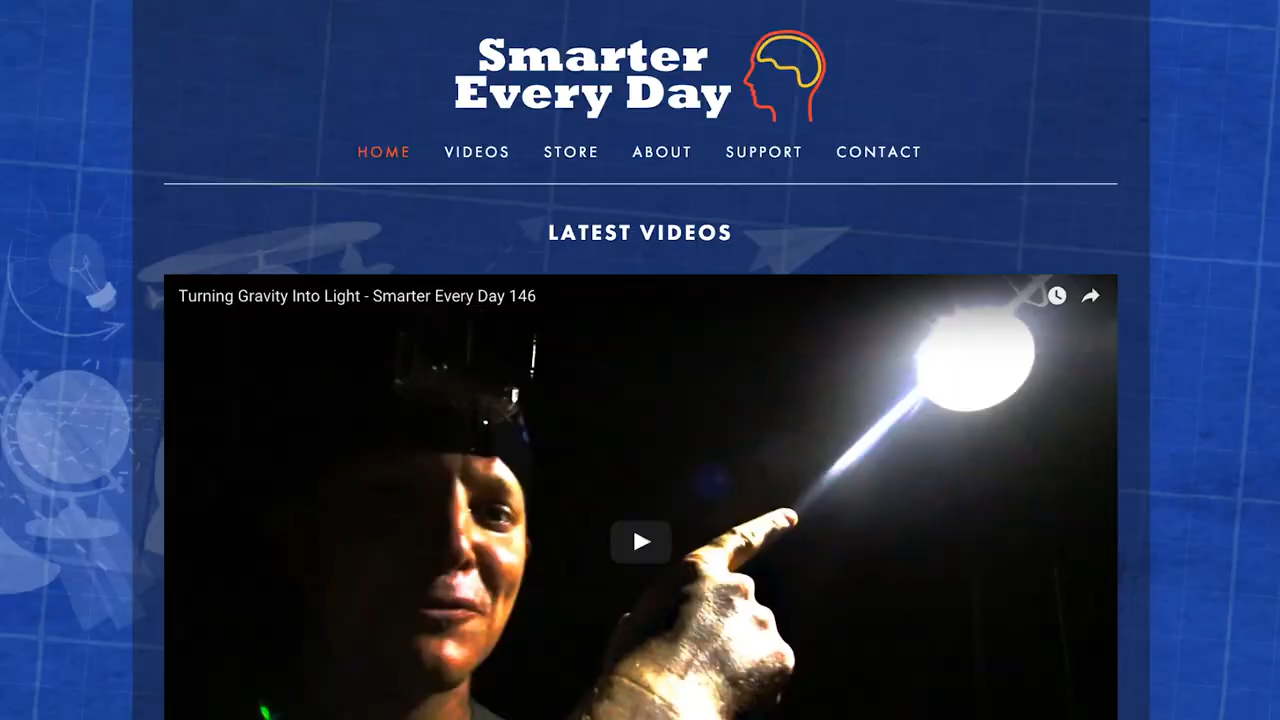 Smarter
Every Day
HOME VIDEOS STORE ABOUT SUPPORT CONTACT
LATEST VIDEOS
Turning Gravity Into Light - Smarter Every Day 146